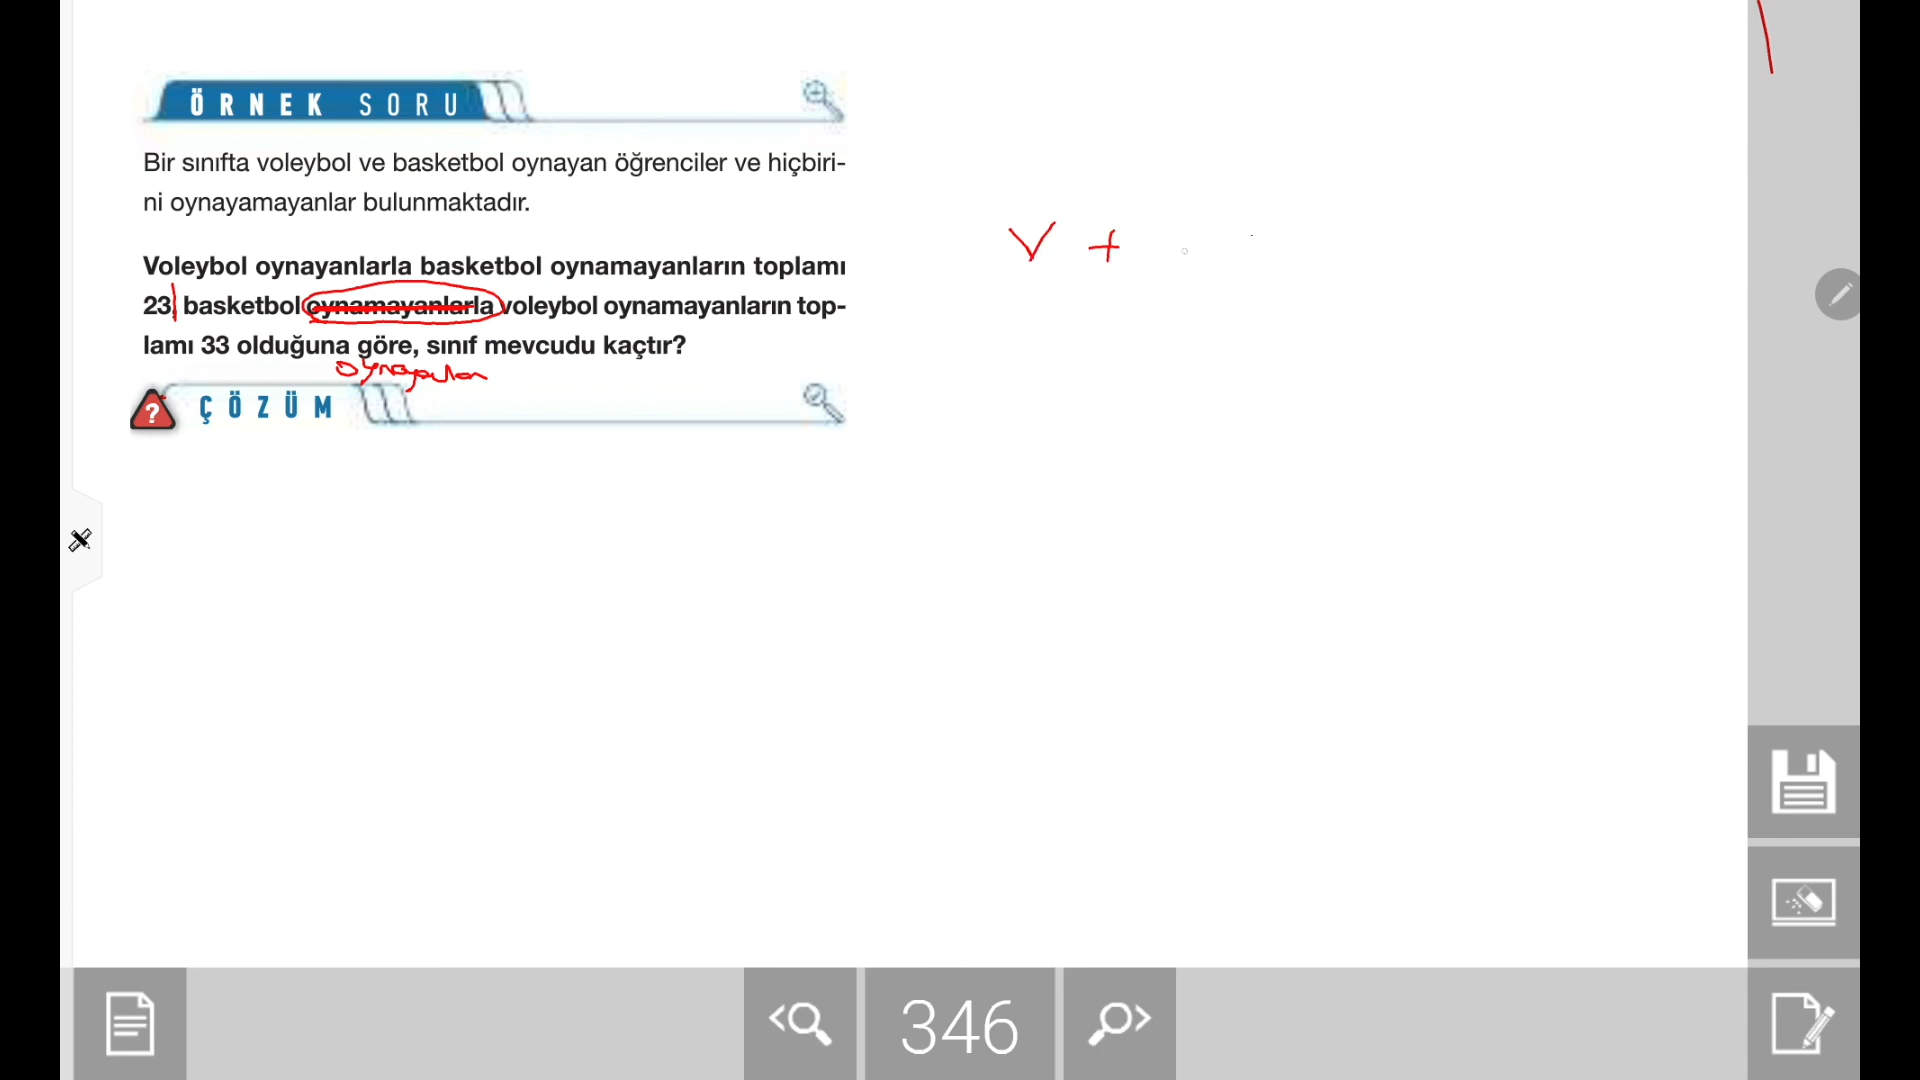 ÖRNEK SORU
Bir sınıfta voleybol ve basketbol oynayan öğrenciler ve hiçbiri-
ni oynayamayanlar bulunmaktadır.
V +
Voleybol oynayanlarla basketbol oynamayanların toplamı
23, basketbol oynamayanlarla voleybol oynamayanların top-
lamı 33 olduğuna göre, sınıf mevcudu kaçtır?
oynayanlar
? ÇÖZÜM
346